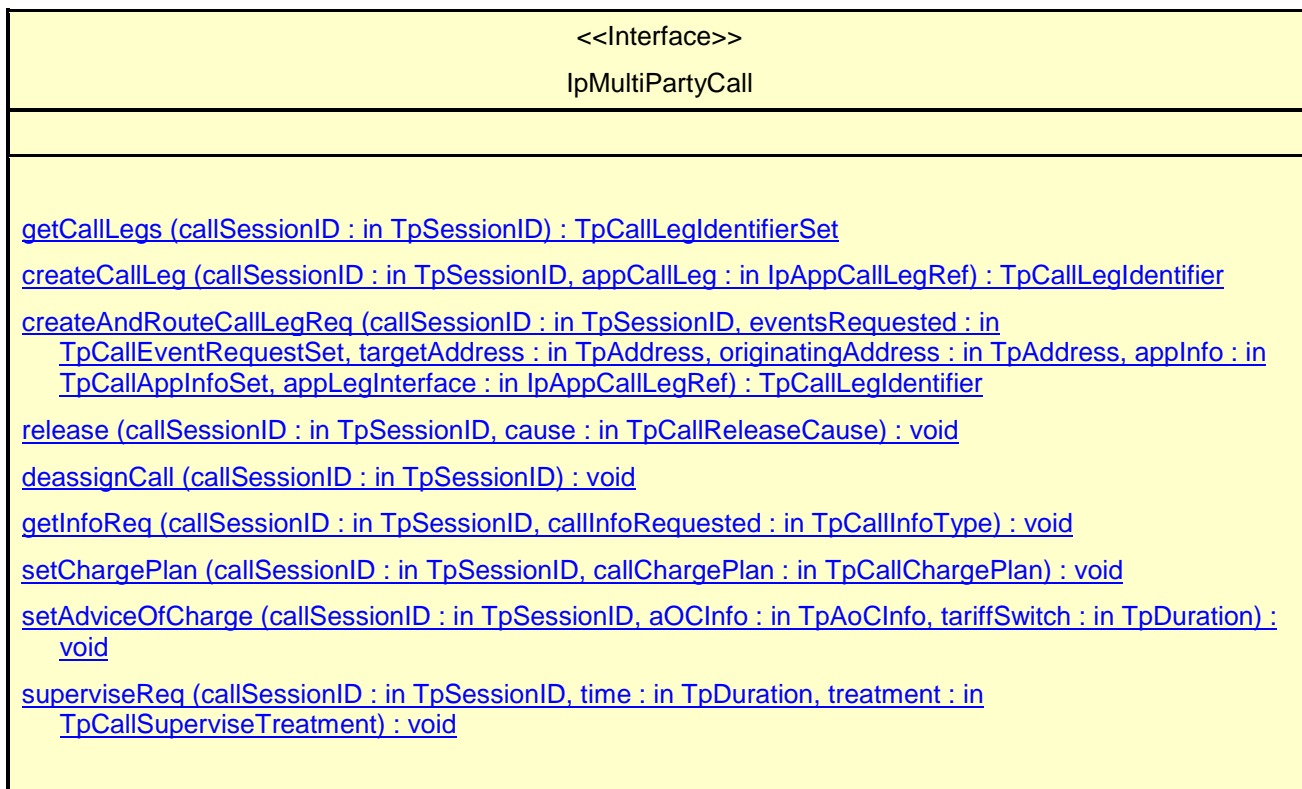 <<Interface>>
IpMultiPartyCall
getCallLegs (callSessionID : in TpSessionID) : TpCallLegIdentifierSet
createCallLeg (callSessionID : in TpSessionID, appCallLeg : in IpAppCallLegRef) : TpCallLegIdentifier
createAndRouteCallLegReq (callSessionID : in TpSessionID, eventsRequested : in
TpCallEventRequestSet, targetAddress : in TpAddress, originatingAddress : in TpAddress, appInfo : in
TpCallAppInfoSet, appLegInterface : in IpAppCallLegRef) : TpCallLegIdentifier
release (callSessionID : in TpSessionID, cause : in TpCallReleaseCause) : void
deassignCall (callSessionID : in TpSessionID) : void
getInfoReq (callSessionID : in TpSessionID, callInfoRequested : in TpCallInfoType) : void
setChargePlan (callSessionID : in TpSessionID, callChargePlan : in TpCallChargePlan) : void
setAdviceOfCharge (callSessionID : in TpSessionID, aOCInfo : in TpAoCInfo, tariffSwitch : in TpDuration) :
void
superviseReq (callSessionID : in TpSessionID, time : in TpDuration, treatment : in
TpCallSuperviseTreatment) : void